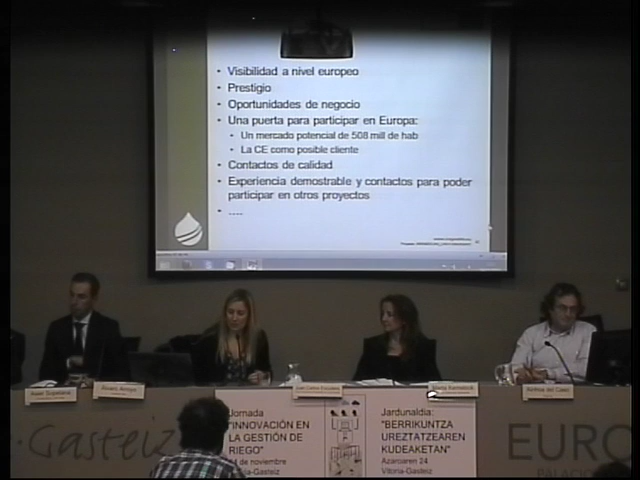 • Visibilidad a nivel europeo
• Prestigio
• Oportunidades de negocio
• Una puerta para participar en Europa:
• Un mercado potencial de 508 mill de hab
• La CE como posible cliente
• Contactos de calidad
• Experiencia demostrable y contactos para poder
participar en otros proyectos
• ....
Álvaro Arroyo
Jornada
"INNOVACIÓN EN
LA GESTIÓN DE
RIEGO"
de noviembre
Vitoria-Gasteiz
Jardunaldia:
"BERRIKUNTZA
UREZTATZEAREN
KUDEAKETAN"
Azaroaren 24
Vitoria-Gasteiz
Gasteiz
EURO
PALACIO